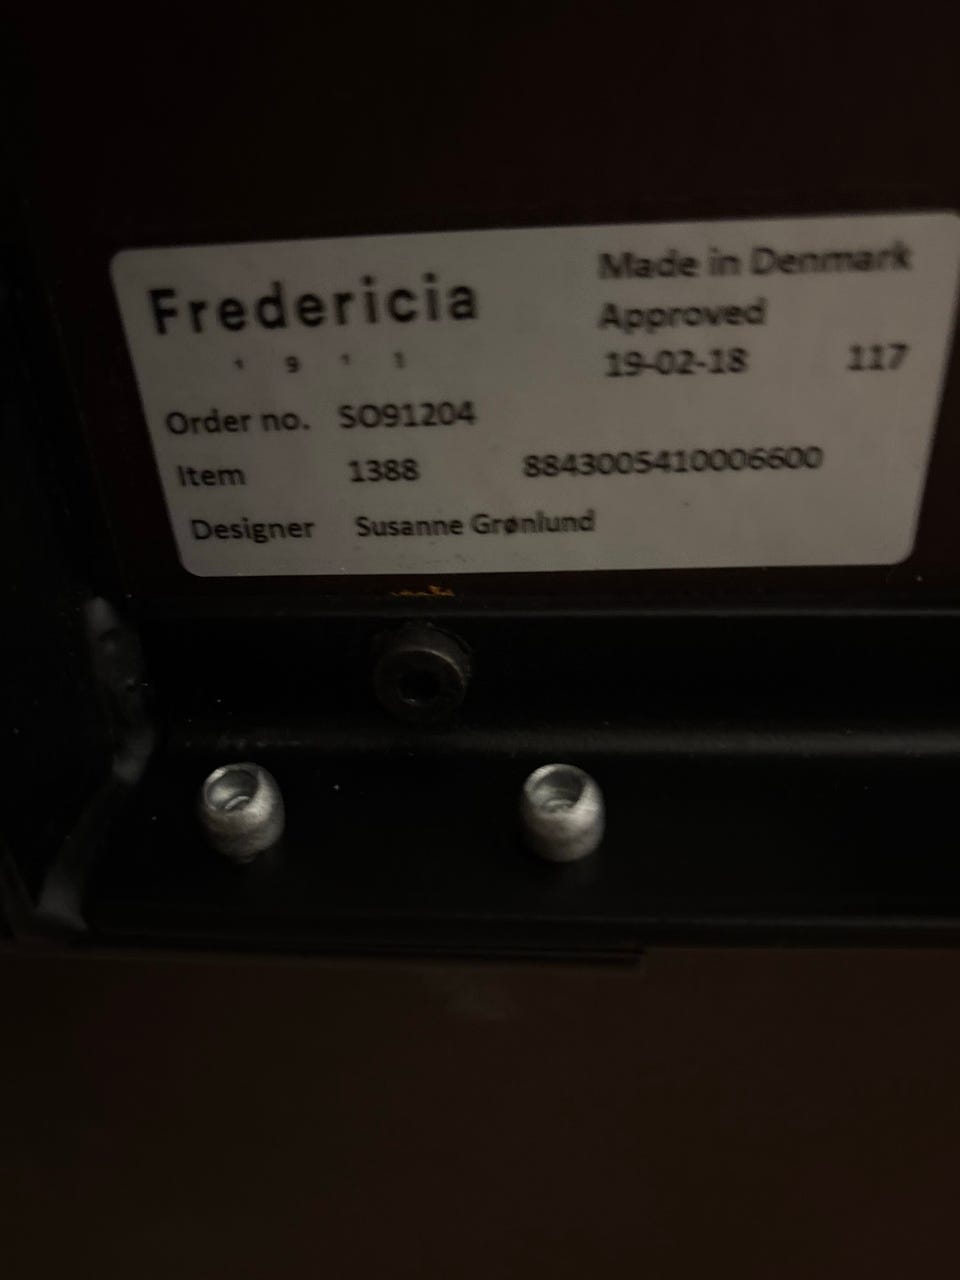 Fredericia
1 9 1 1
Made in Denmark
Approved
19-02-18 117
Order no. SO91204
Item 1388 8843005410006600
Designer Susanne Grønlund